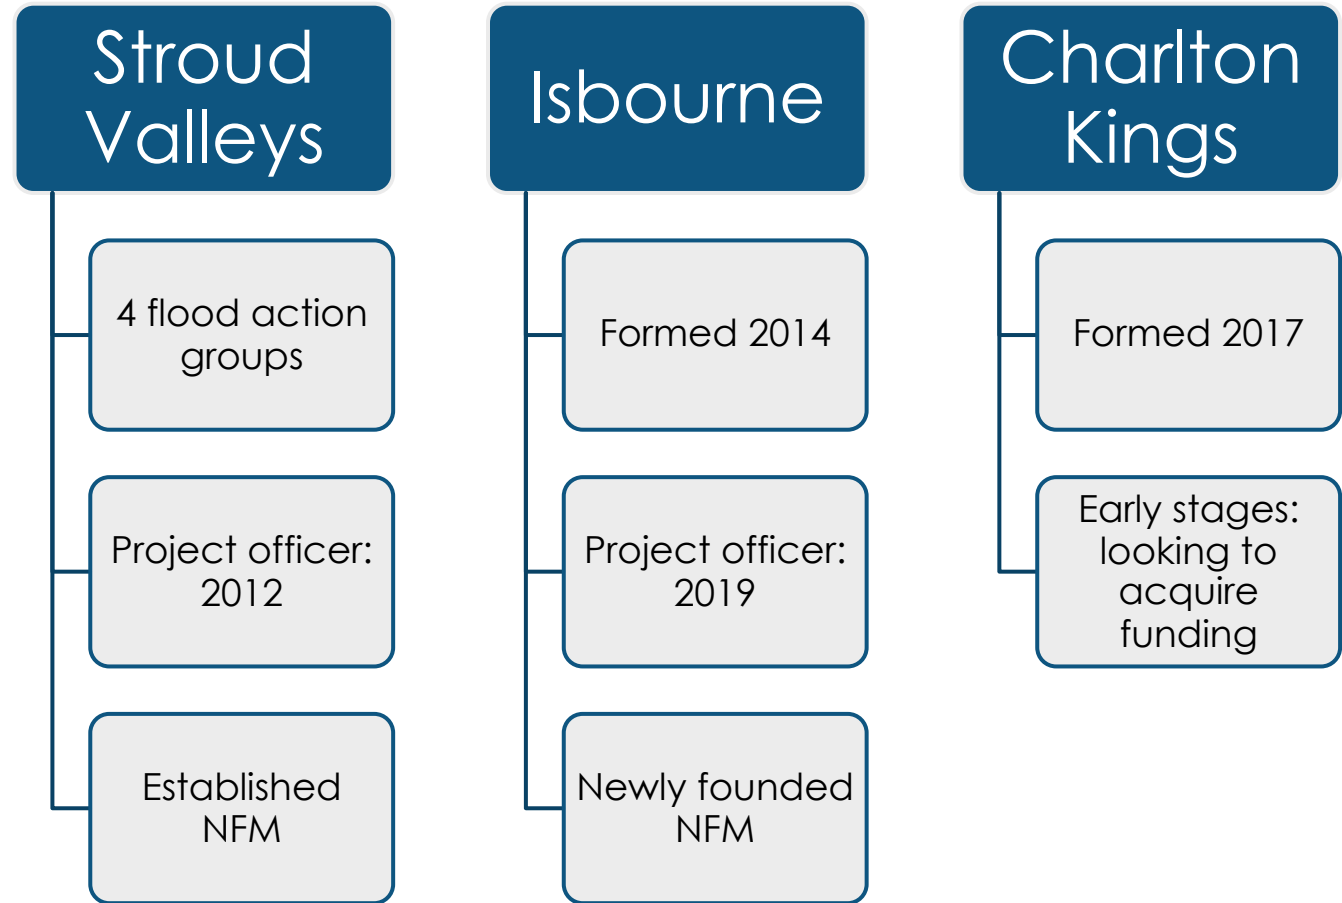 Stroud
Valleys
4 flood action
groups
Project officer:
2012
Established
NFM
Isbourne
Formed 2014
Project officer:
2019
Newly founded
NFM
Charlton
Kings
Formed 2017
Early stages:
looking to
acquire
funding